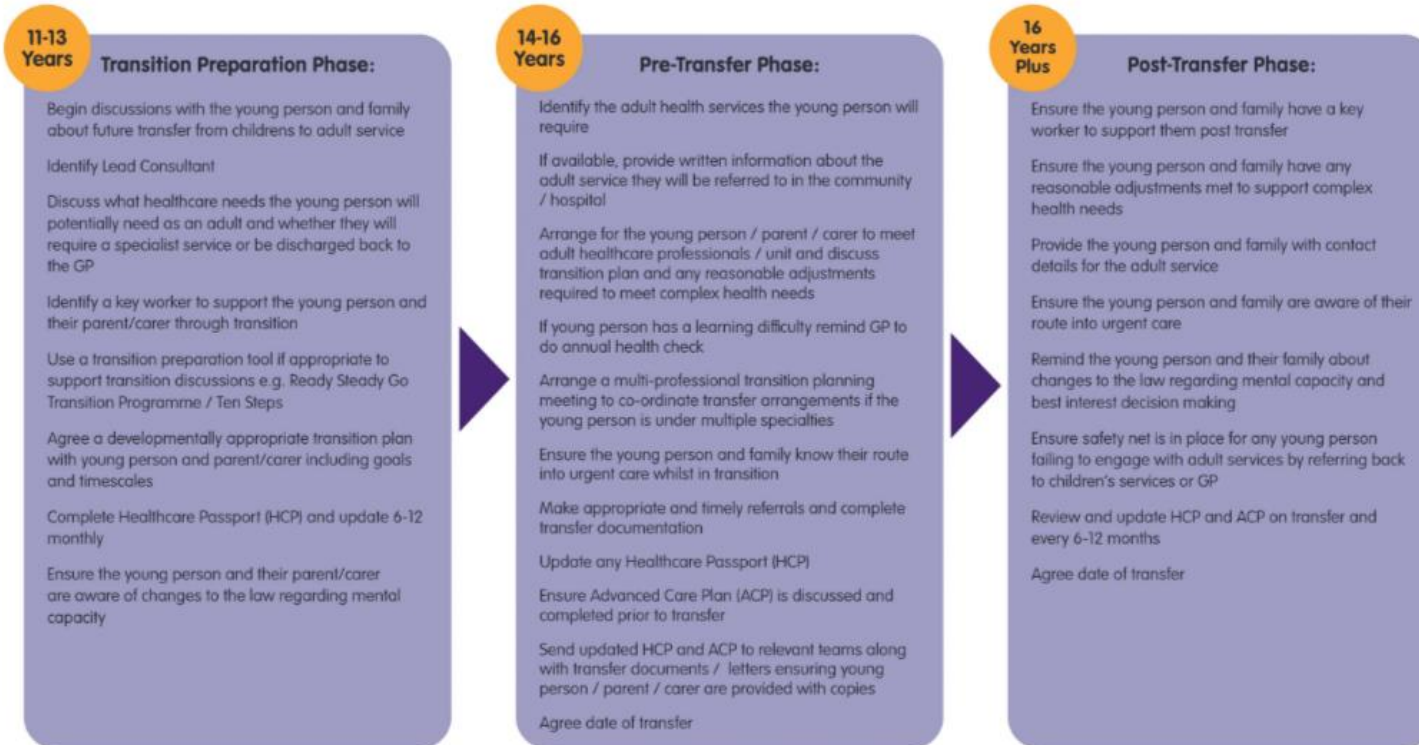 11-13
Years
Transition Preparation Phase:
Begin discussions with the young person and family
about future transfer from childrens to adult service
Identify Lead Consultant
Discuss what healthcare needs the young person will
potentially need as an adult and whether they will
require a specialist service or be discharged back to
the GP
Identify a key worker to support the young person and
their parent/carer through transition
Use a transition preparation tool if appropriate to
support transition discussions e.g. Ready Steady Go
Transition Programme / Ten Steps
Agree a developmentally appropriate transition plan
with young person and parent/carer including goals
and timescales
Complete Healthcare Passport (HCP) and update 6-12
monthly
Ensure the young person and their parent/carer
are aware of changes to the law regarding mental
capacity
14-16
Years
Pre-Transfer Phase:
Identify the adult health services the young person will
require
If available, provide written information about the
adult service they will be referred to in the community
/ hospital
Arrange for the young person / parent / carer to meet
adult healthcare professionals / unit and discuss
transition plan and any reasonable adjustments
required to meet complex health needs
If young person has a learning difficulty remind GP to
do annual health check
Arrange a multi-professional transition planning
meeting to co-ordinate transfer arrangements if the
young person is under multiple specialties
Ensure the young person and family know their route
into urgent care whilst in transition
Make appropriate and timely referrals and complete
transfer documentation
Update any Healthcare Passport (HCP)
Ensure Advanced Care Plan (ACP) is discussed and
completed prior to transfer
Send updated HCP and ACP to relevant teams along
with transfer documents / letters ensuring young
person / parent / carer are provided with copies
Agree date of transfer
16
Years
Plus
Post-Transfer Phase:
Ensure the young person and family have a key
worker to support them post transfer
Ensure the young person and family have any
reasonable adjustments met to support complex
health needs
Provide the young person and family with contact
details for the adult service
Ensure the young person and family are aware of their
route into urgent care
Remind the young person and their family about
changes to the law regarding mental capacity and
best interest decision making
Ensure safety net is in place for any young person
failing to engage with adult services by referring back
to children's services or GP
Review and update HCP and ACP on transfer and
every 6-12 months
Agree date of transfer